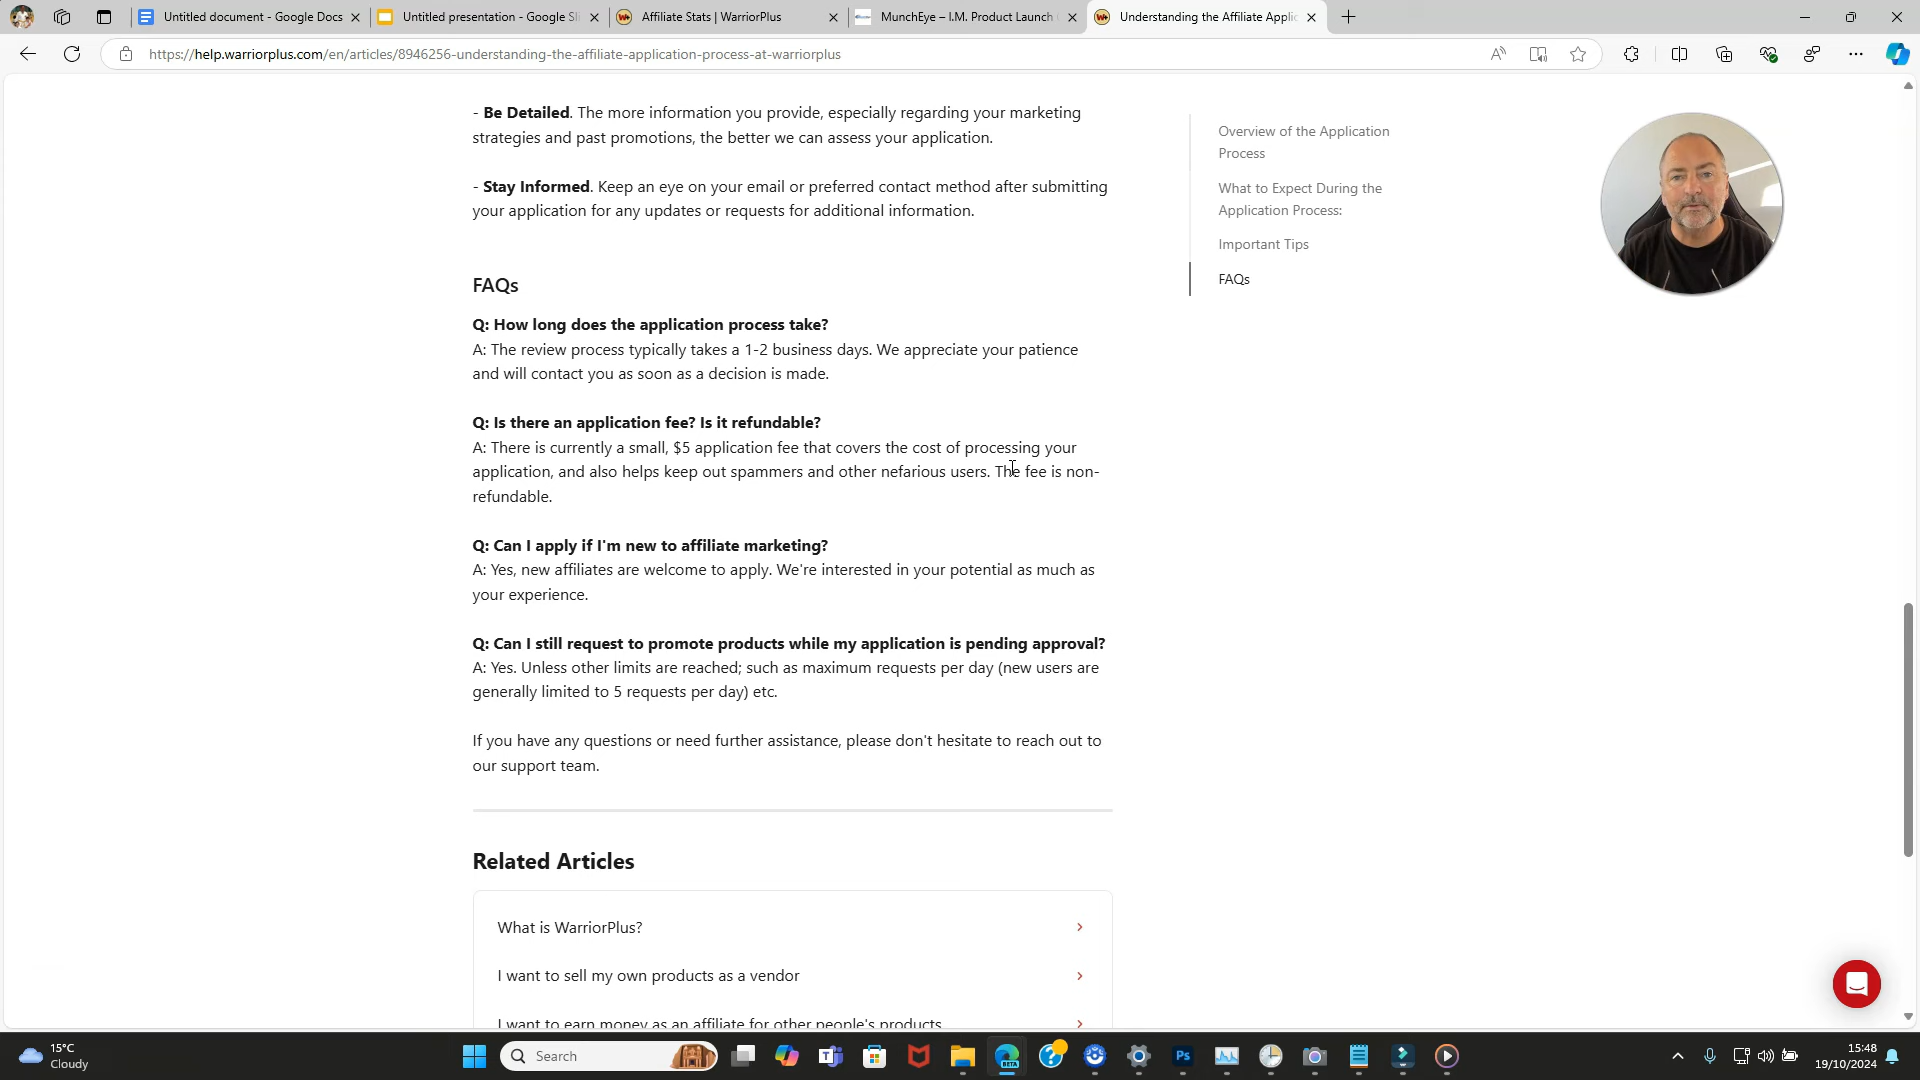 Untitled document - Google Docs
Untitled presentation - Google Sli
Affiliate Stats | WarriorPlus
MunchEye – I.M. Product Launch
Understanding the Affiliate Applic
https://help.warriorplus.com/en/articles/8946256-understanding-the-affiliate-application-process-at-warriorplus
- Be Detailed. The more information you provide, especially regarding your marketing
strategies and past promotions, the better we can assess your application.
- Stay Informed. Keep an eye on your email or preferred contact method after submitting
your application for any updates or requests for additional information.
FAQs
Q: How long does the application process take?
A: The review process typically takes a 1-2 business days. We appreciate your patience
and will contact you as soon as a decision is made.
Q: Is there an application fee? Is it refundable?
A: There is currently a small, $5 application fee that covers the cost of processing your
application, and also helps keep out spammers and other nefarious users. The fee is non-
refundable.
Q: Can I apply if I'm new to affiliate marketing?
A: Yes, new affiliates are welcome to apply. We're interested in your potential as much as
your experience.
Q: Can I still request to promote products while my application is pending approval?
A: Yes. Unless other limits are reached; such as maximum requests per day (new users are
generally limited to 5 requests per day) etc.
If you have any questions or need further assistance, please don't hesitate to reach out to
our support team.
Related Articles
What is WarriorPlus?
I want to sell my own products as a vendor
I want to earn money as an affiliate for other people's products
Overview of the Application
Process
What to Expect During the
Application Process:
Important Tips
FAQs
15°C
Cloudy
Search
BETA
Ps
15:48
19/10/2024